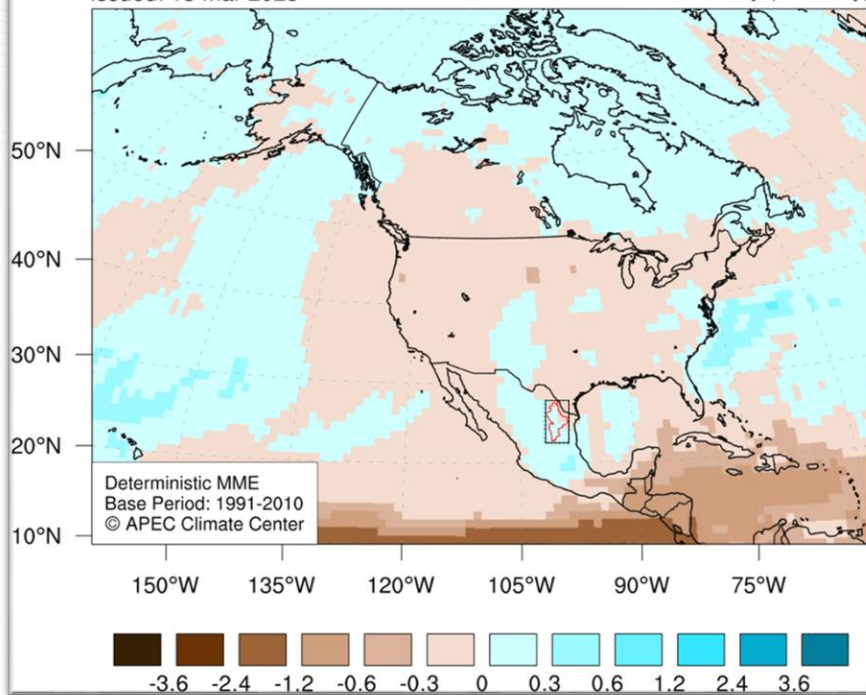 50°N
40°N
30°N
20°N
10°N
Deterministic MME
Base Period: 1991-2010
© APEC Climate Center
150°W 135°W 120°W 105°W 90°W 75°W
-3.6 -2.4 -1.2 -0.6 -0.3 0 0.3 0.6 1.2 2.4 3.6